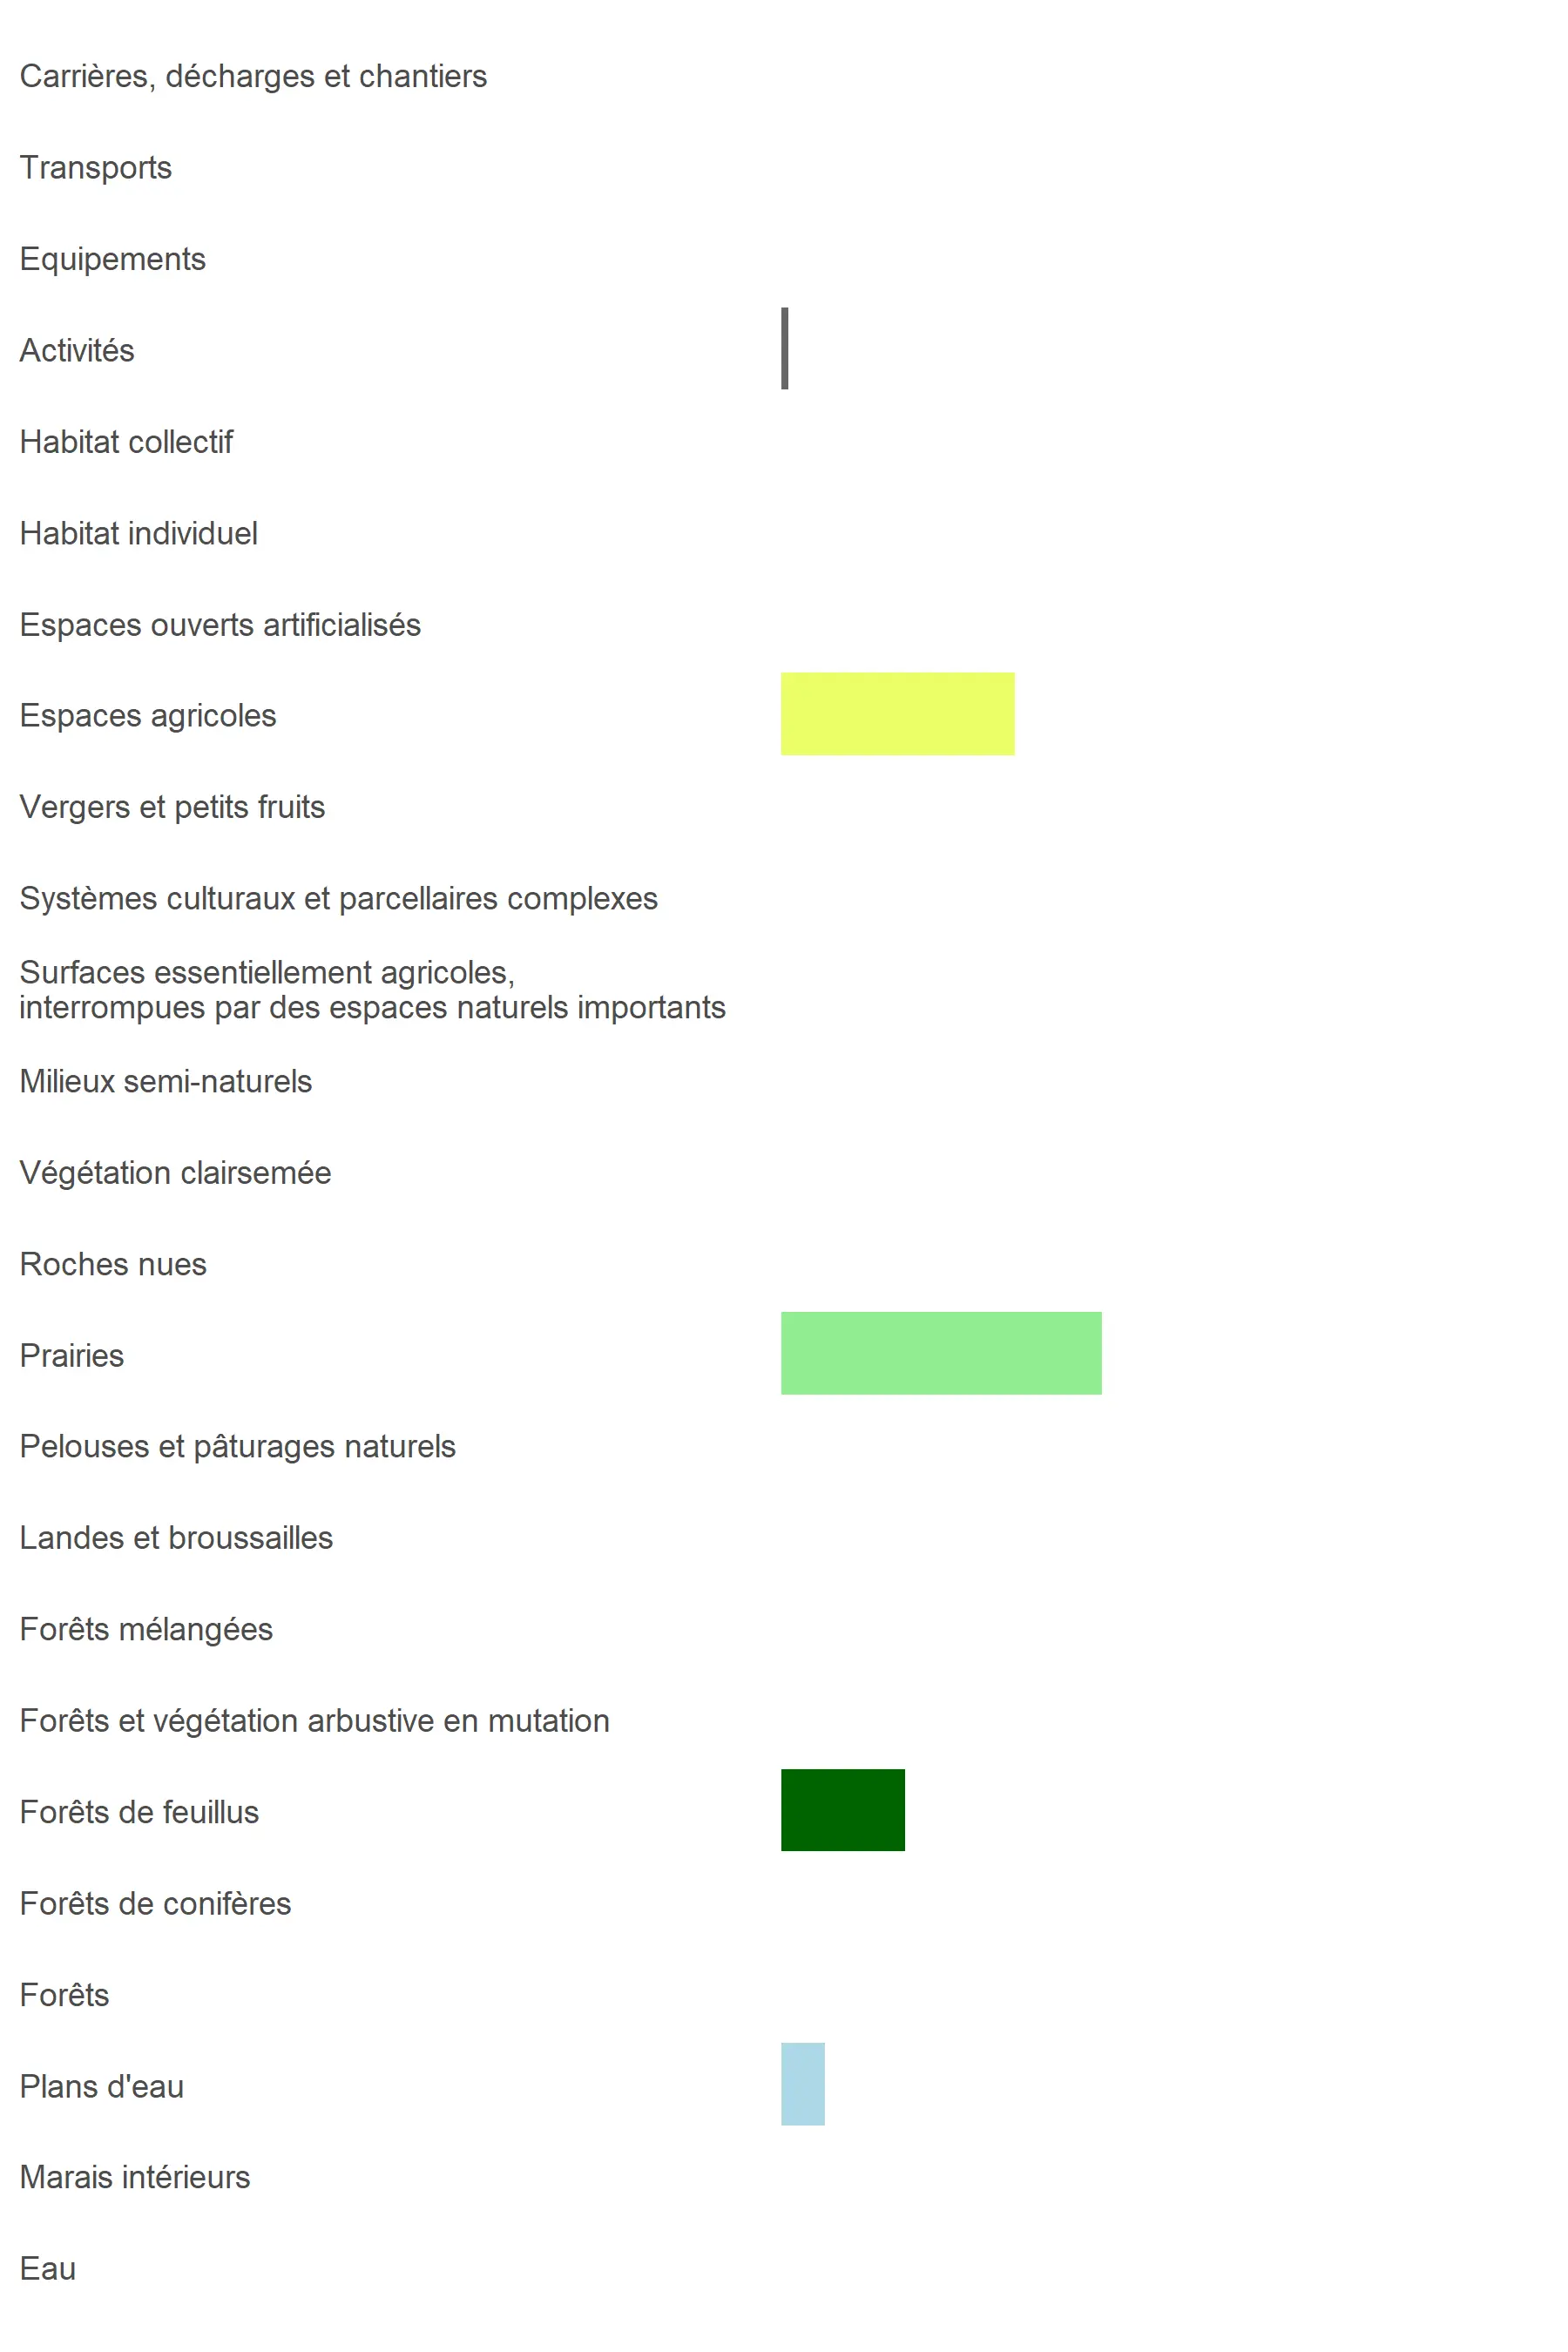 Carrières, décharges et chantiers
Transports
Equipements
Activités
Habitat collectif
Habitat individuel
Espaces ouverts artificialisés
Espaces agricoles
Vergers et petits fruits
Systèmes culturaux et parcellaires complexes
Surfaces essentiellement agricoles,
interrompues par des espaces naturels importants
Milieux semi-naturels
Végétation clairsemée
Roches nues
Prairies
Pelouses et pâturages naturels
Landes et broussailles
Forêts mélangées
Forêts et végétation arbustive en mutation
Forêts de feuillus
Forêts de conifères
Forêts
Plans d'eau
Marais intérieurs
Eau